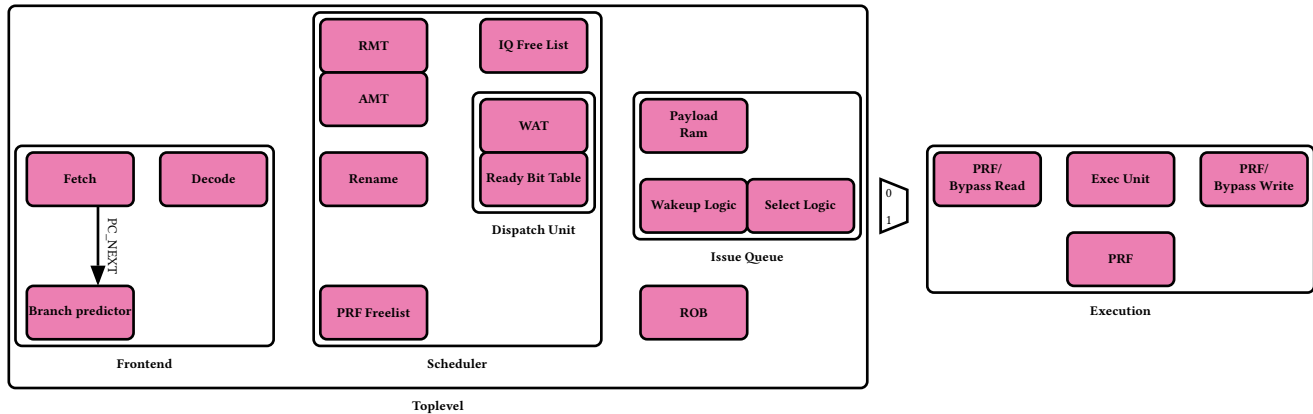 RMT
IQ Free List
AMT
WAT
Payload
Ram
Fetch
Decode
Rename
Ready Bit Table
Wakeup Logic
Select Logic
0
1
PRF/
Bypass Read
Exec Unit
PRF/
Bypass Write
PC_NEXT
Dispatch Unit
Issue Queue
PRF
Branch predictor
PRF Freelist
ROB
Execution
Frontend
Scheduler
Toplevel